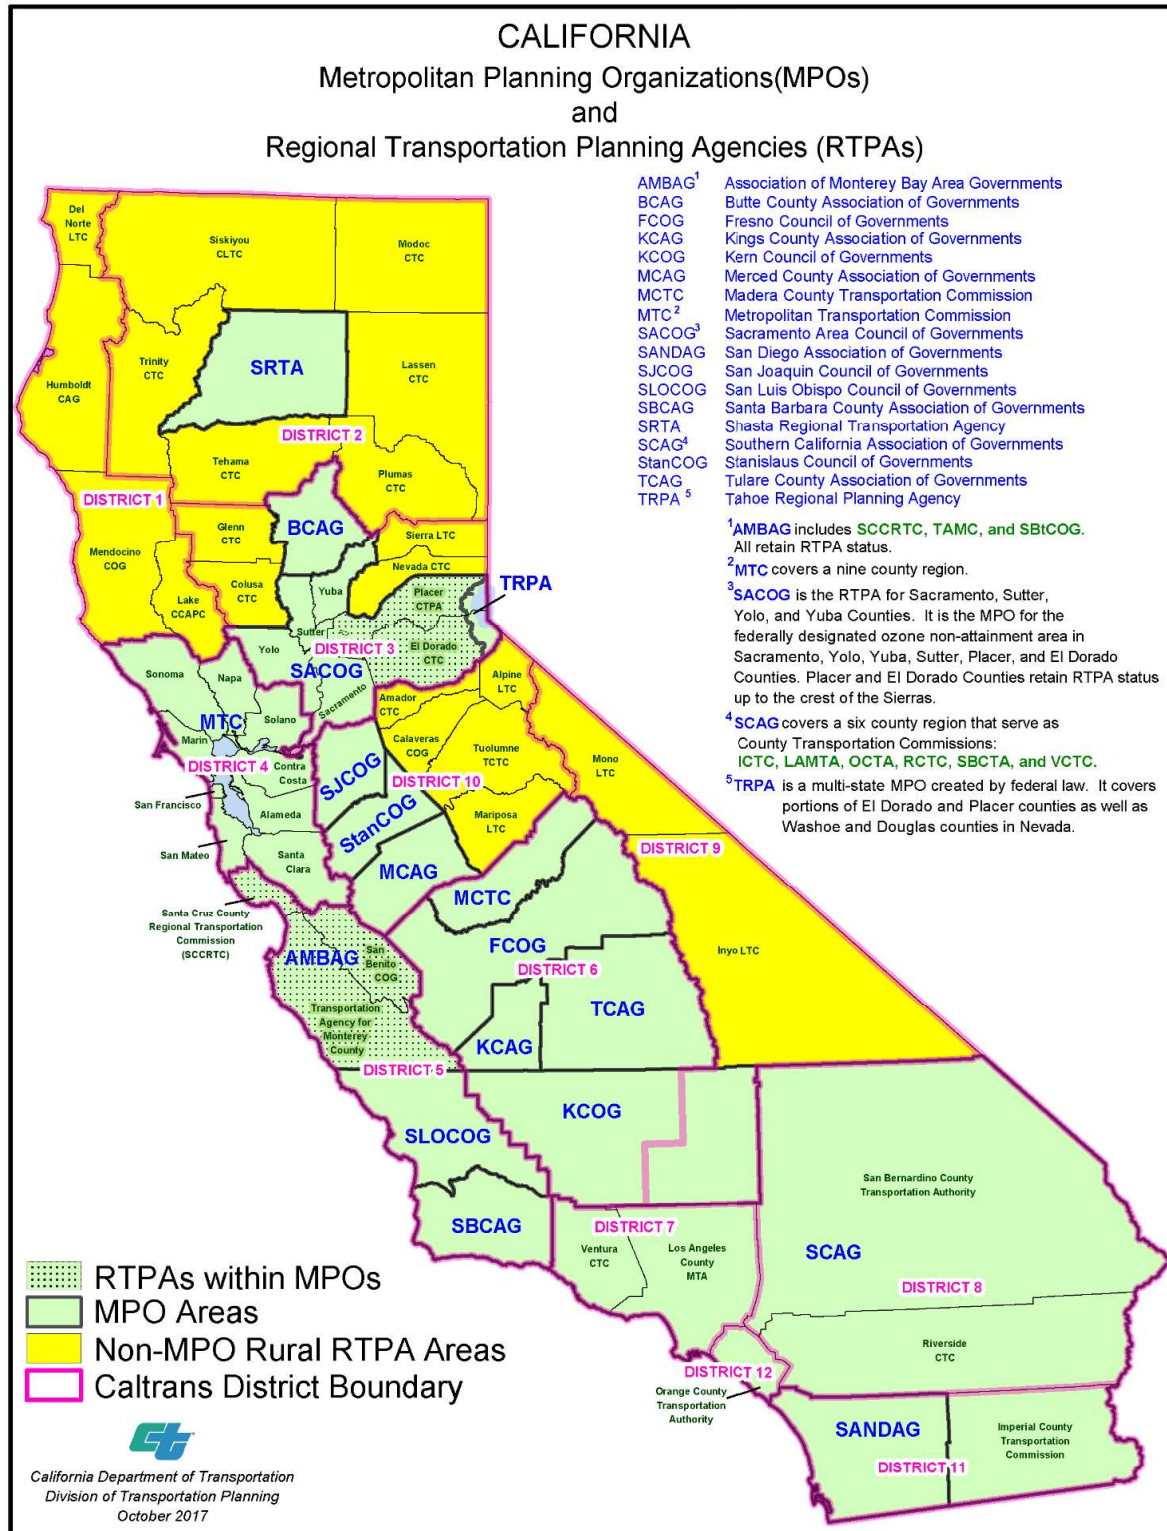 CALIFORNIA
Metropolitan Planning Organizations(MPOs)
and
Regional Transportation Planning Agencies (RTPAs)
AMBAG1 Association of Monterey Bay Area Governments
BCAG Butte County Association of Governments
FCOG Fresno Council of Governments
KCAG Kings County Association of Governments
KCOG Kern Council of Governments
MCAG Merced County Association of Governments
MCTC Madera County Transportation Commission
MTC2 Metropolitan Transportation Commission
SACOG3 Sacramento Area Council of Governments
SANDAG San Diego Association of Governments
SJCOG San Joaquin Council of Governments
SLOCOG San Luis Obispo Council of Governments
SBCAG Santa Barbara County Association of Governments
SRTA Shasta Regional Transportation Agency
SCAG4 Southern California Association of Governments
StanCOG Stanislaus Council of Governments
TCAG Tulare County Association of Governments
TRPA 5 Tahoe Regional Planning Agency
1AMBAG includes SCCRTC, TAMC, and SBtCOG.
All retain RTPA status.
2MTC covers a nine county region.
3SACOG is the RTPA for Sacramento, Sutter,
Yolo, and Yuba Counties. It is the MPO for the
federally designated ozone non-attainment area in
Sacramento, Yolo, Yuba, Sutter, Placer, and El Dorado
Counties. Placer and El Dorado Counties retain RTPA status
up to the crest of the Sierras.
4 SCAG covers a six county region that serve as
County Transportation Commissions:
ICTC, LAMTA, OCTA, RCTC, SBCTA, and VCTC.
5TRPA is a multi-state MPO created by federal law. It covers
portions of El Dorado and Placer counties as well as
Washoe and Douglas counties in Nevada.
Del
Norte
LTC
Siskiyou
CLTC
Modoc
CTC
Humboldt
CAG
Trinity
CTC
SRTA
Lassen
CTC
DISTRICT 2
Tehama
CTC
Plumas
CTC
DISTRICT 1
Mendocino
COG
Glenn
CTC
BCAG
Sierra LTC
Nevada CTC
Colusa
CTC
Lake
CCAPC
Yuba
Sutter
Placer
CTPA
TRPA
Yolo
DISTRICT 3
El Dorado
CTC
SACOG
Sacramento
Sonoma
Napa
Solano
MTC
Marin
DISTRICT 4
Contra
Costa
San Francisco
Alameda
San Mateo
Santa
Clara
Alpine
LTC
Amador
CTC
Calaveras
COG
Tuolumne
TCTC
Mono
LTC
SJCOG
DISTRICT 10
StanCOG
Mariposa
LTC
MCAG
DISTRICT 9
MCTC
Santa Cruz County
Regional Transportation
Commission
(SCCRTC)
AMBAG
San
Benito
COG
FCOG
DISTRICT 6
Inyo LTC
Transportation
Agency for
Monterey
County
TCAG
KCAG
DISTRICT 5
KCOG
SLOCOG
SBCAG
San Bernardino County
Transportation Authority
DISTRICT 7
Ventura
CTC
Los Angeles
County
MTA
SCAG
DISTRICT 8
Riverside
CTC
DISTRICT 12
Orange County
Transportation
Authority
SANDAG
Imperial County
Transportation
Commission
DISTRICT 11
RTPAs within MPOs
MPO Areas
Non-MPO Rural RTPA Areas
Caltrans District Boundary
ct
California Department of Transportation
Division of Transportation Planning
October 2017